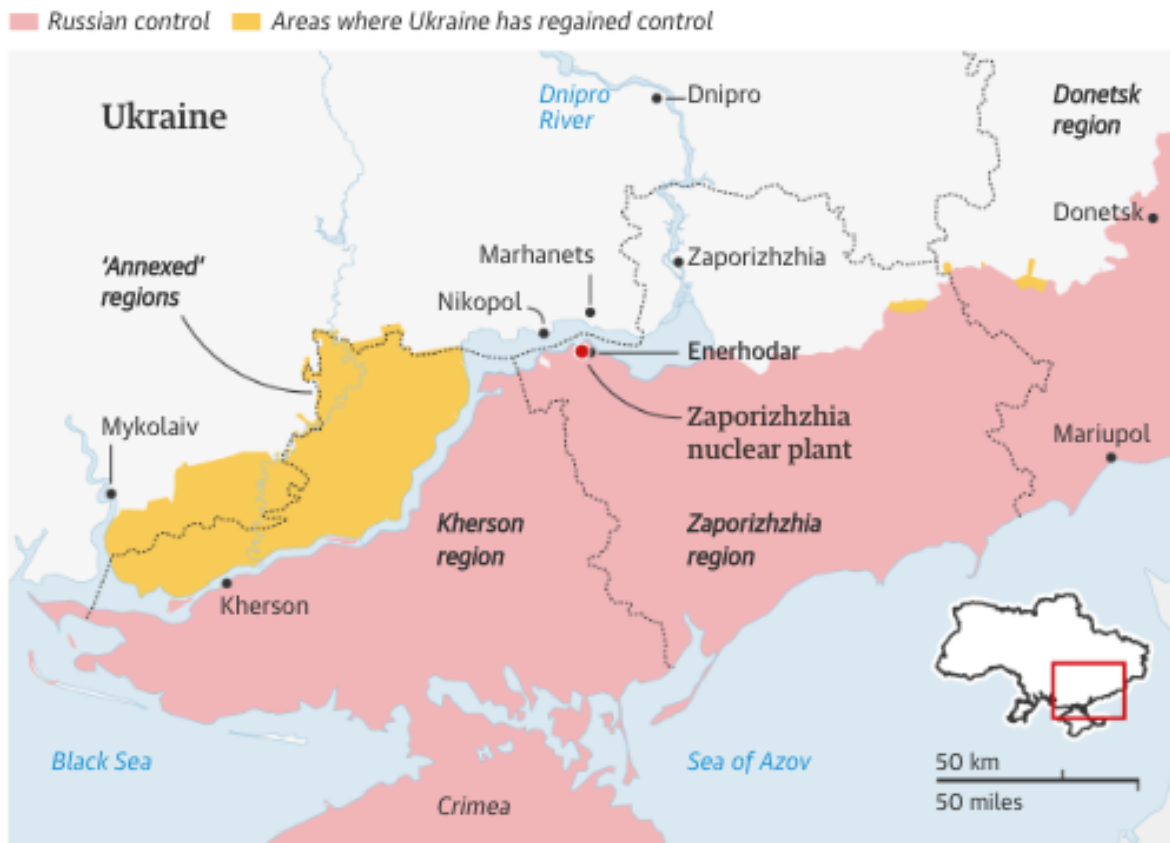 Russian control
Areas where Ukraine has regained control
Ukraine
Dnipro
River
Dnipro
Donetsk
region
Donetsk
'Annexed'
regions
Marhanets
Zaporizhzhia
Nikopol
Enerhodar
Mykolaiv
Zaporizhzhia
nuclear plant
Mariupol
Kherson
region
Zaporizhzhia
region
Kherson
Black Sea
Sea of Azov
50 km
50 miles
Crimea